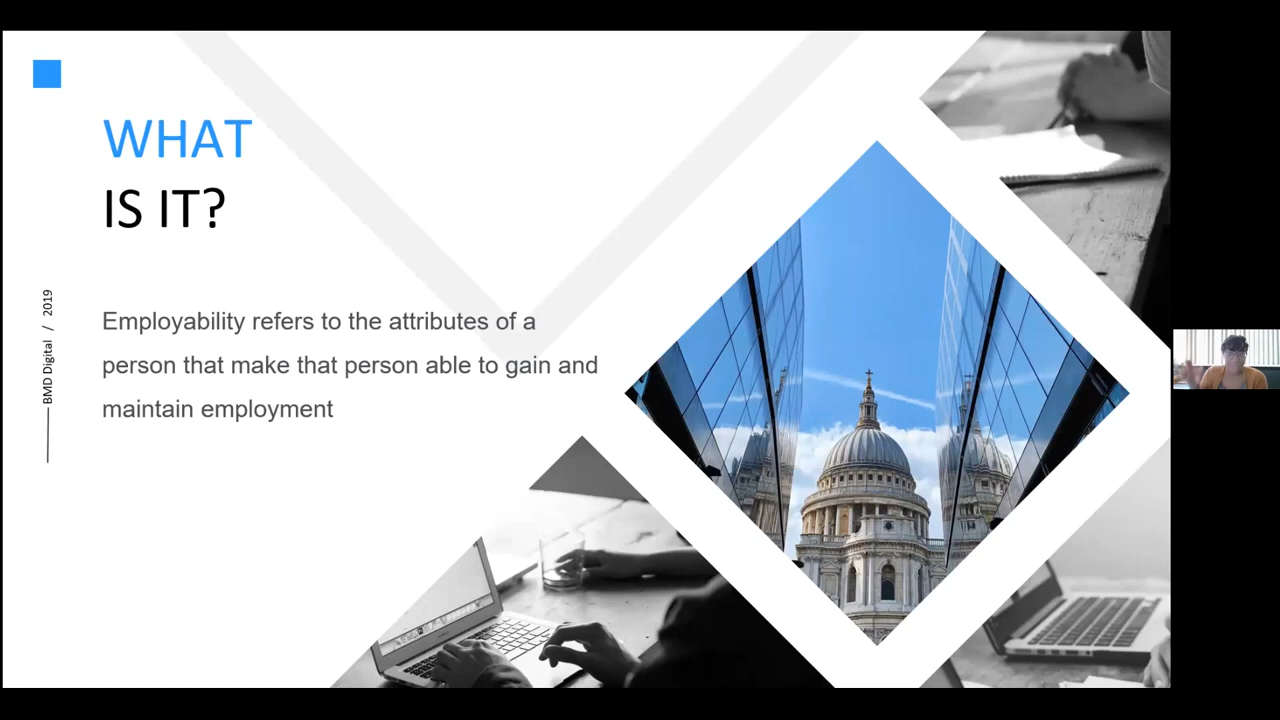 WHAT
IS IT?
Employability refers to the attributes of a
person that make that person able to gain and
maintain employment
BMD Digital / 2019